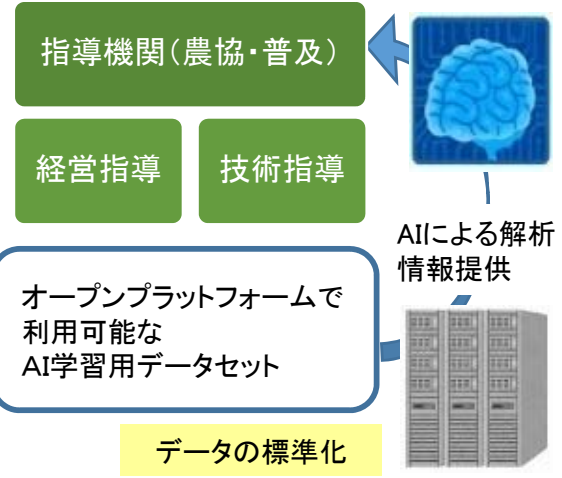 指導機関(農協・普及)
経営指導
技術指導
AIによる解析
情報提供
オープンプラットフォームで
利用可能な
AI学習用データセット
データの標準化